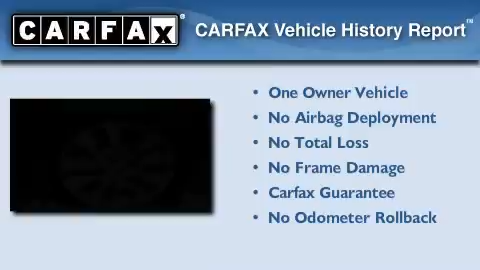 CARFAX® CARFAX Vehicle History Report™
• One Owner Vehicle
• No Airbag Deployment
• No Total Loss
• No Frame Damage
• Carfax Guarantee
• No Odometer Rollback